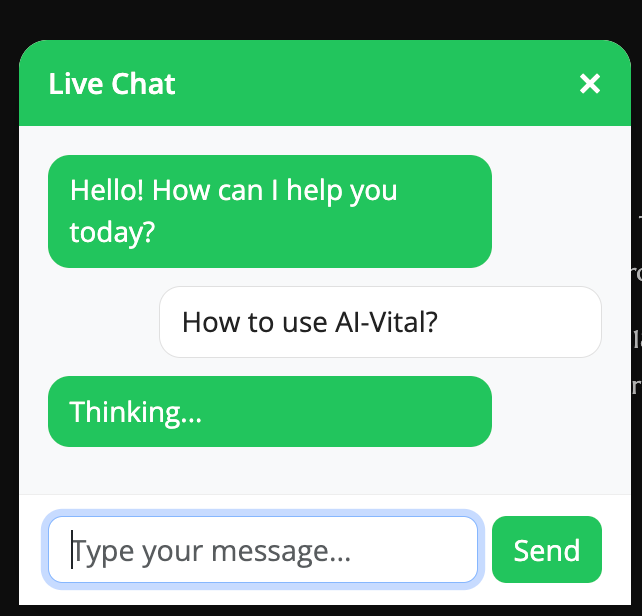 Live Chat
×
Hello! How can I help you
today?
How to use AI-Vital?
Thinking...
Type your message...
Send